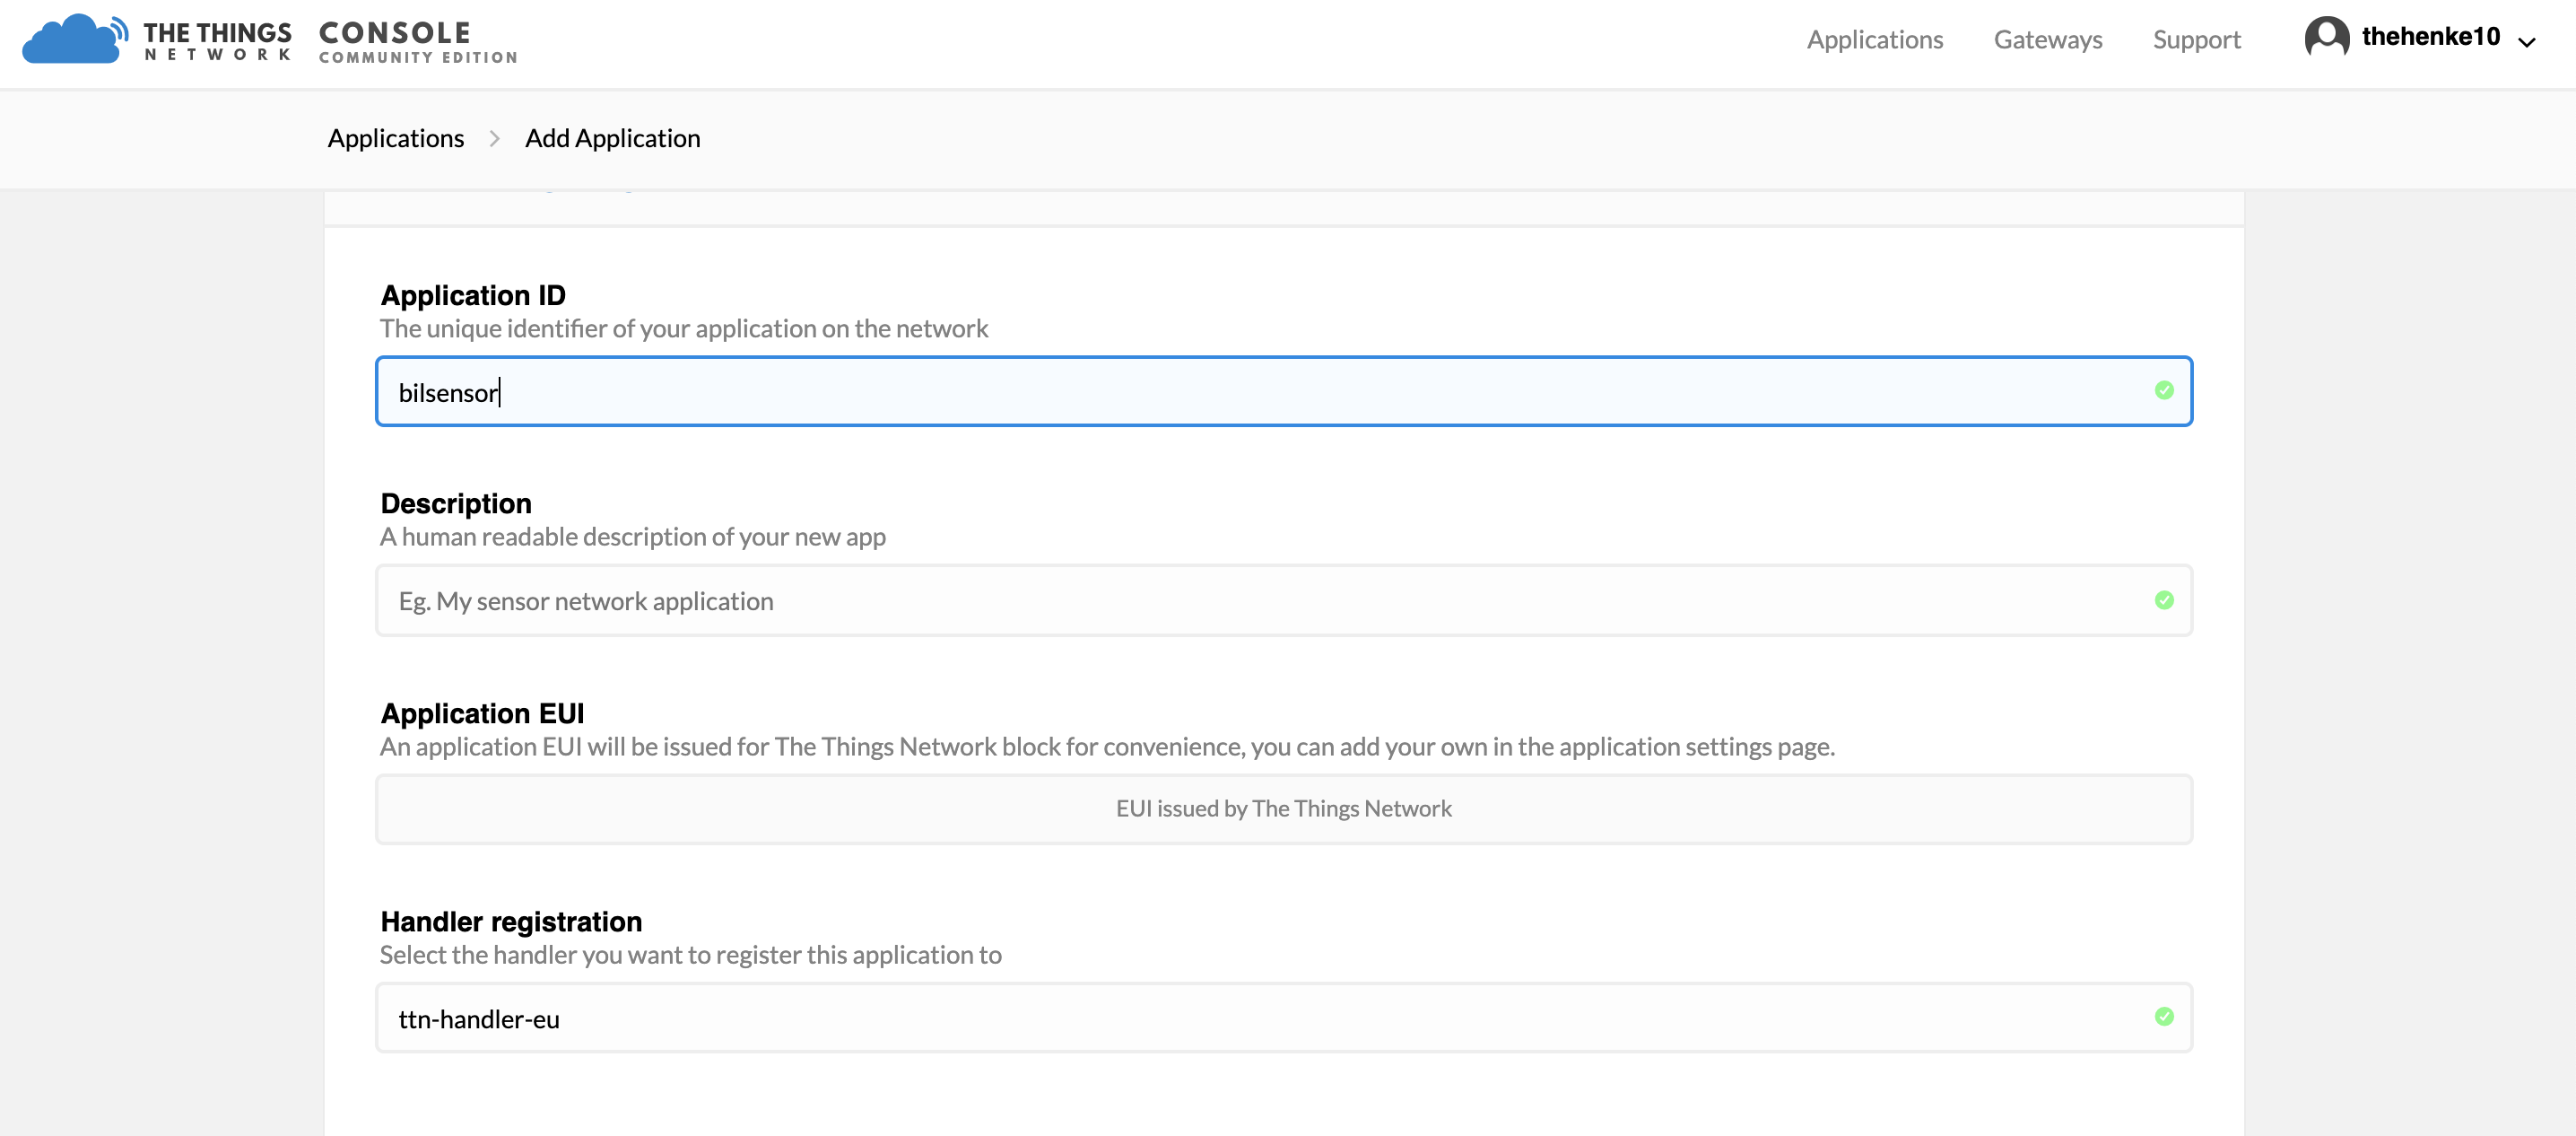 THE THINGS
NETWORK
CONSOLE
COMMUNITY EDITION
Applications
Gateways
Support
thehenke10
Applications
Add Application
Application ID
The unique identifier of your application on the network
bilsensor
Description
A human readable description of your new app
Eg. My sensor network application
Application EUI
An application EUI will be issued for The Things Network block for convenience, you can add your own in the application settings page.
EUI issued by The Things Network
Handler registration
Select the handler you want to register this application to
ttn-handler-eu